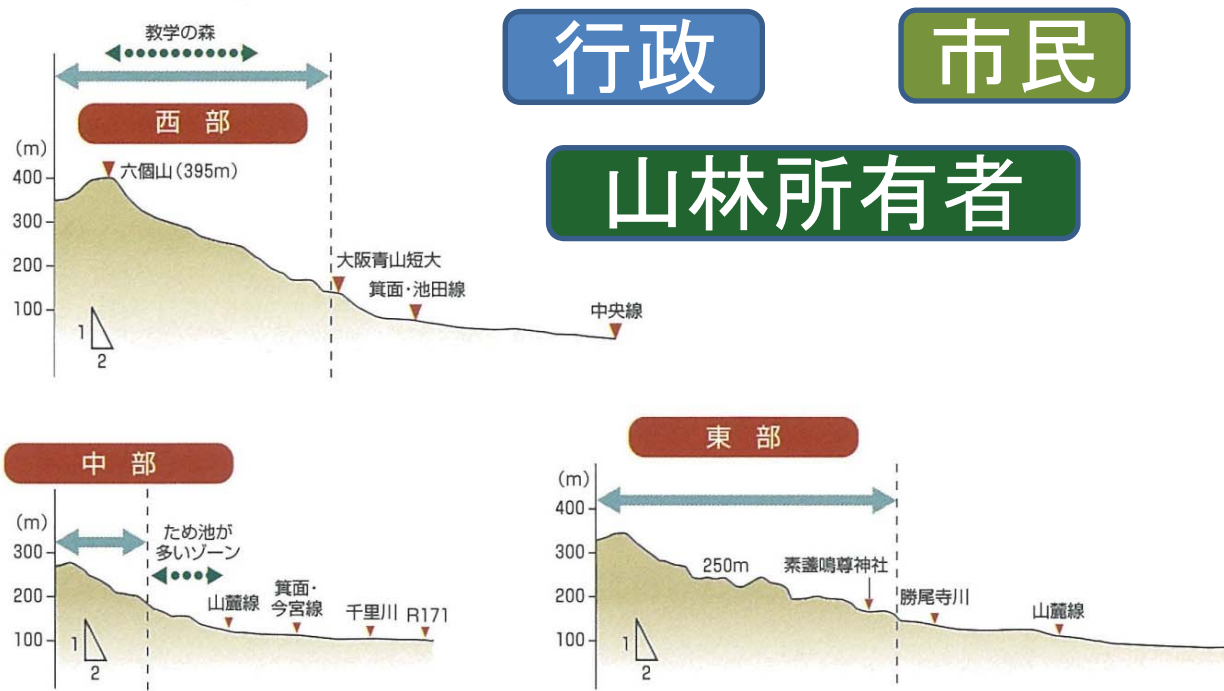 教学の森
行政
市民
西部
山林所有者
(m)
六個山(395m)
400
300
200
100
大阪青山短大
箕面・池田線
中央線
1
2
中部
(m)
ため池が
多いゾーン
300
200
100
山麓線
箕面・
今宮線
千里川
R171
1
2
東部
(m)
400
300
200
100
250m
素盞鳴尊神社
勝尾寺川
山麓線
1
2